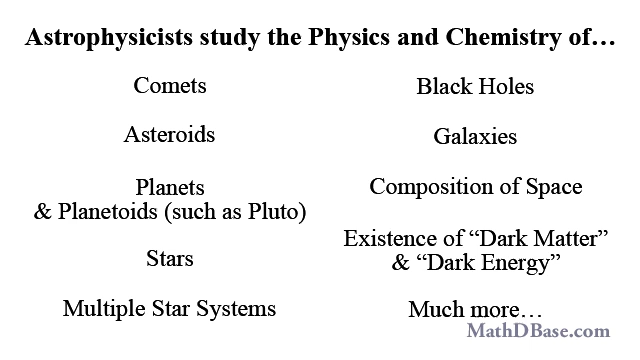 Astrophysicists study the Physics and Chemistry of…
Comets
Asteroids
Planets
& Planetoids (such as Pluto)
Stars
Multiple Star Systems
Black Holes
Galaxies
Composition of Space
Existence of “Dark Matter”
& “Dark Energy”
Much more…
MathDBase.com